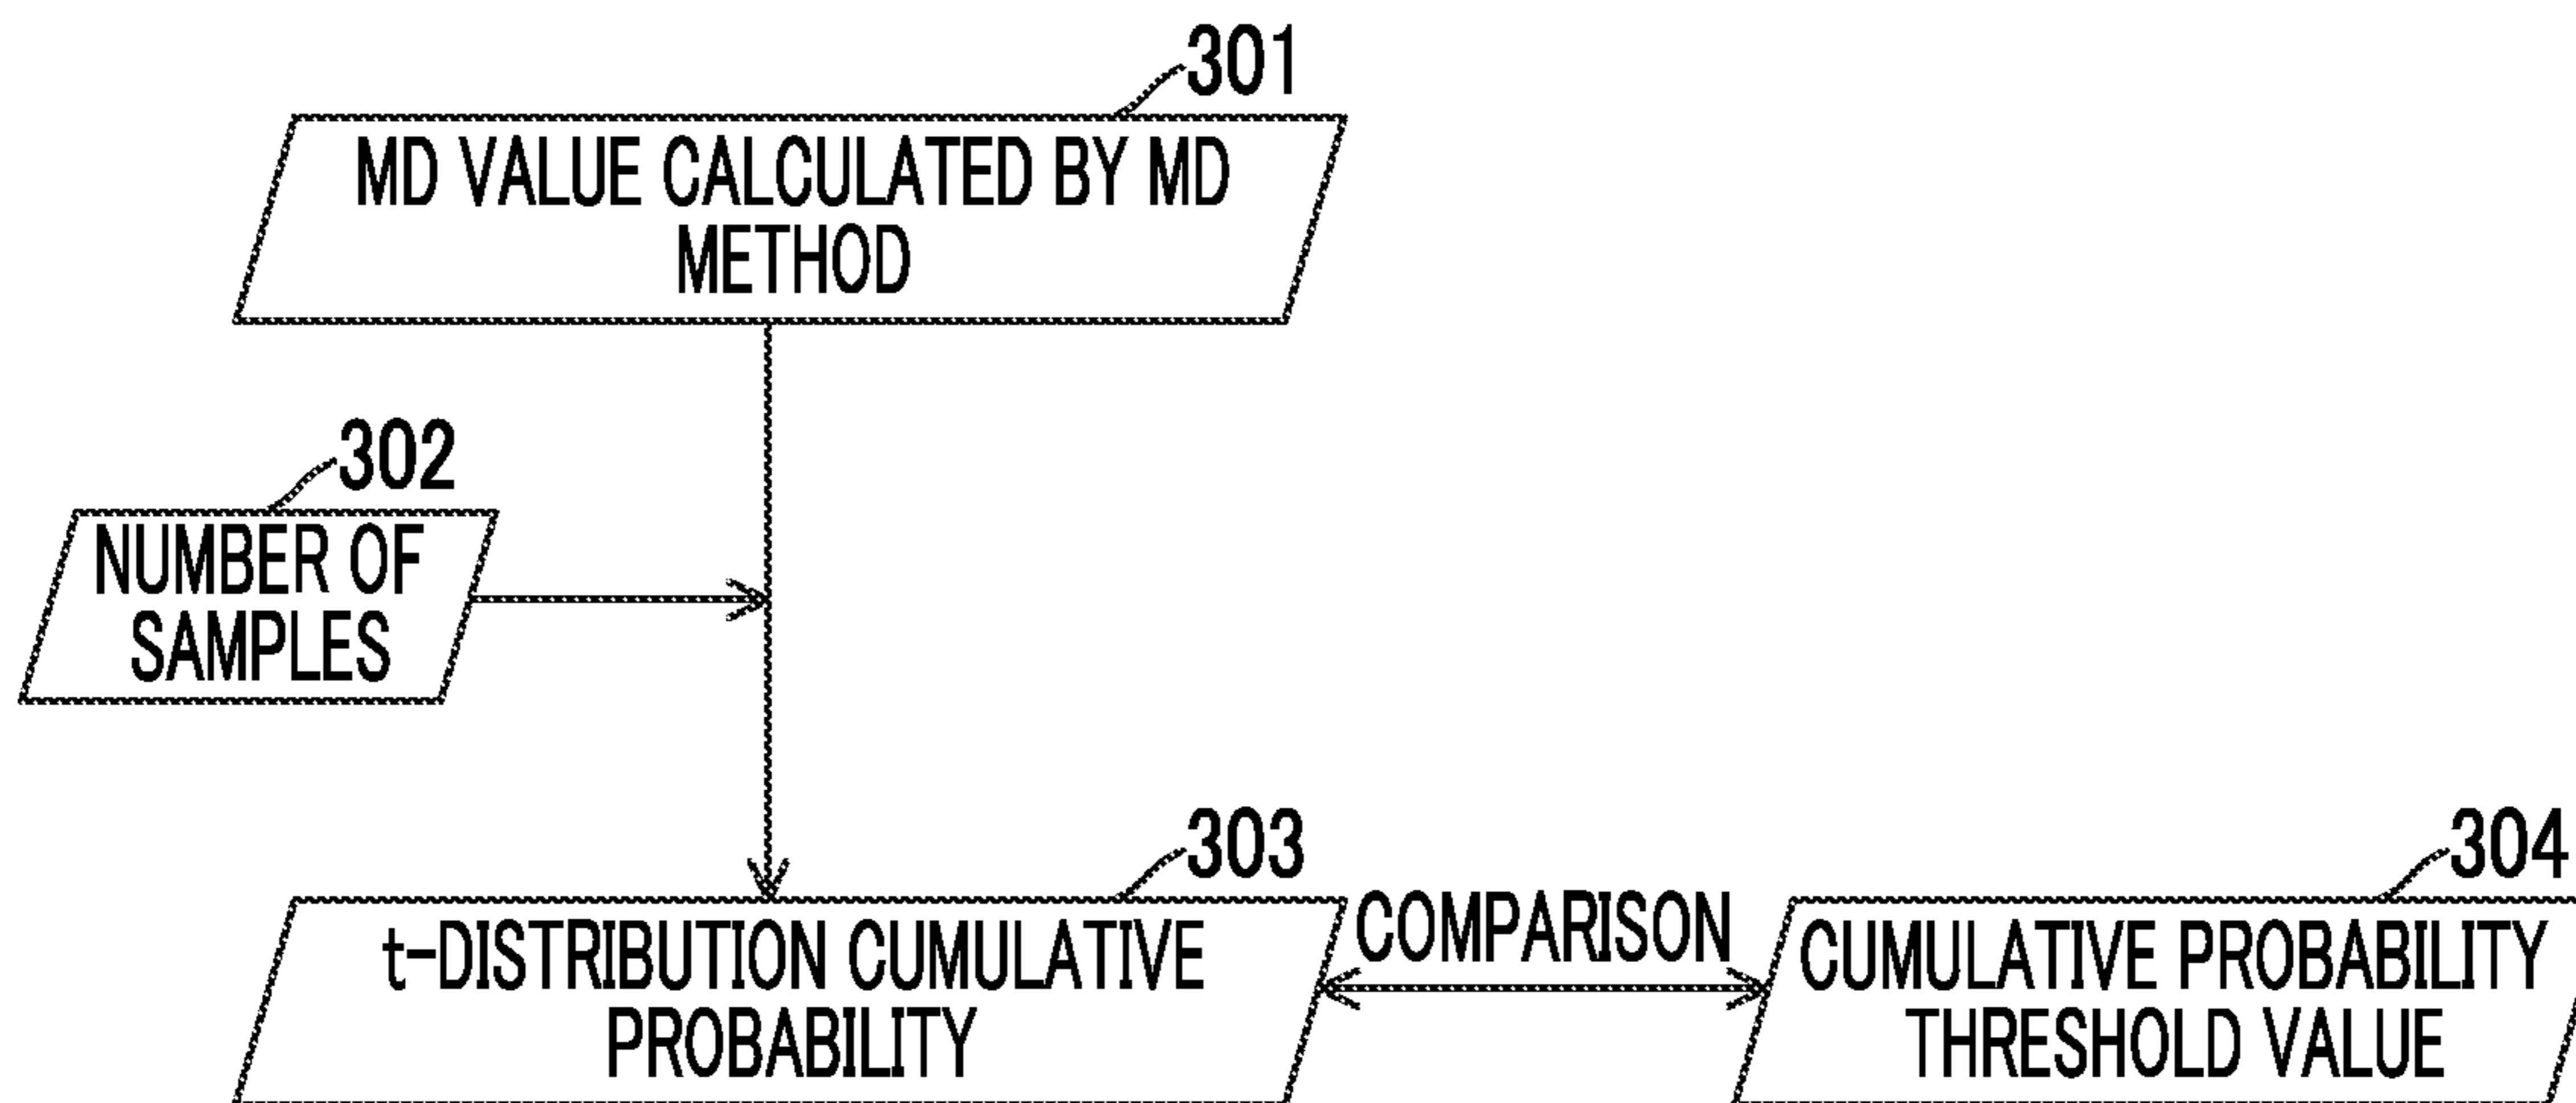 301
MD VALUE CALCULATED BY MD
METHOD
302
NUMBER OF
SAMPLES
303
t-DISTRIBUTION CUMULATIVE
PROBABILITY
COMPARISON
304
CUMULATIVE PROBABILITY
THRESHOLD VALUE